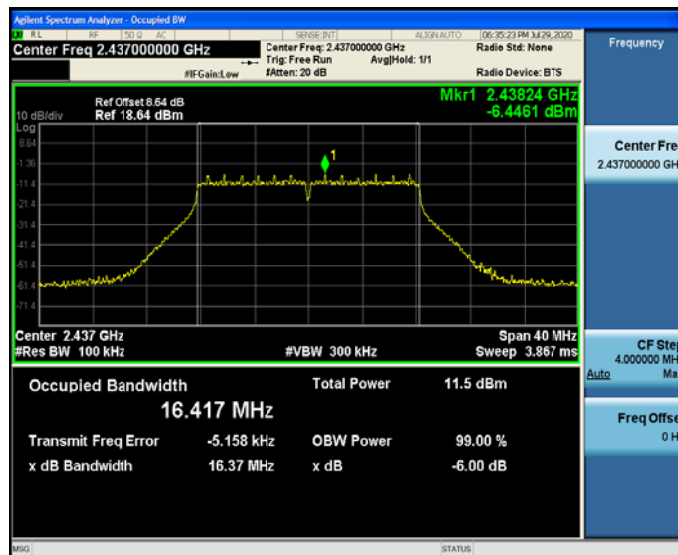 Agilent Spectrum Analyzer - Occupied BW
RL RF 50 Ω AC SENSE:INT ALIGN AUTO 06:35:23 PM Jul 29, 2020
Center Freq 2.437000000 GHz Center Freq: 2.437000000 GHz Radio Std: None Frequency
Trig: Free Run Avg|Hold: 1/1
#IFGain:Low #Atten: 20 dB Radio Device: BTS
Ref Offset 8.64 dB Mkr1 2.43824 GHz
10 dB/div Ref 18.64 dBm -6.4461 dBm
Log
8.64
-1.36
-11.4
-21.4
-31.4
-41.4
-51.4
-61.4
-71.4
1
Center Fre
2.437000000 GH
Center 2.437 GHz Span 40 MHz
#Res BW 100 kHz #VBW 300 kHz Sweep 3.867 ms
CF Step
4.000000 MH
Auto Ma
Occupied Bandwidth Total Power 11.5 dBm
16.417 MHz
Freq Offse
0 H
Transmit Freq Error -5.158 kHz OBW Power 99.00 %
x dB Bandwidth 16.37 MHz x dB -6.00 dB
MSG STATUS